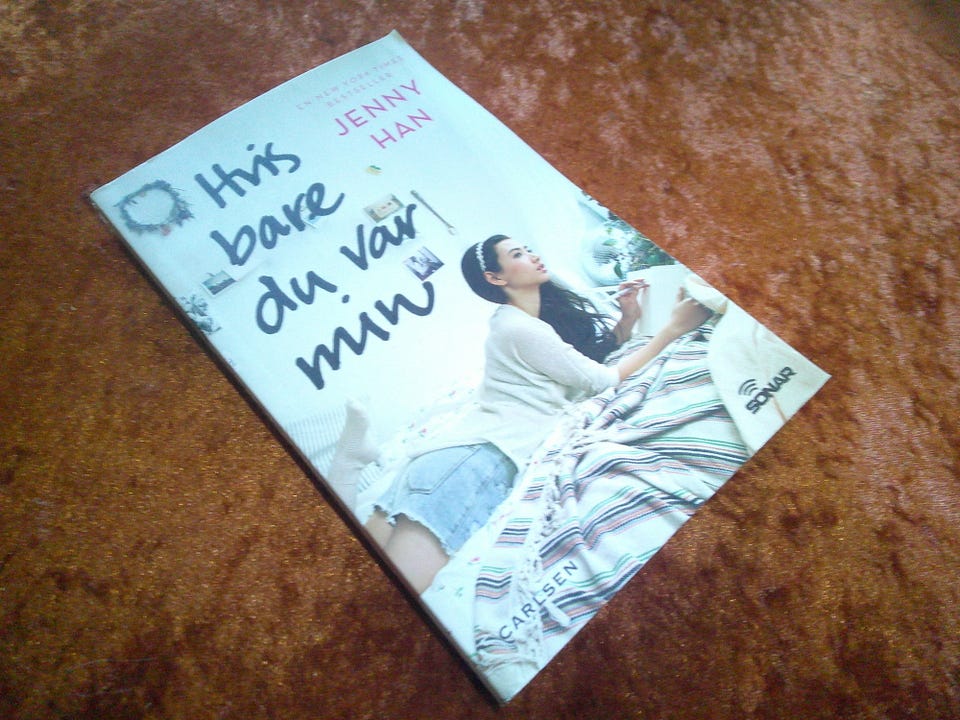 EN NEW YORK TIMES
BESTSELLER
JENNY
HAN
Hvis
bare
du var
min
SONAR
CARLSEN